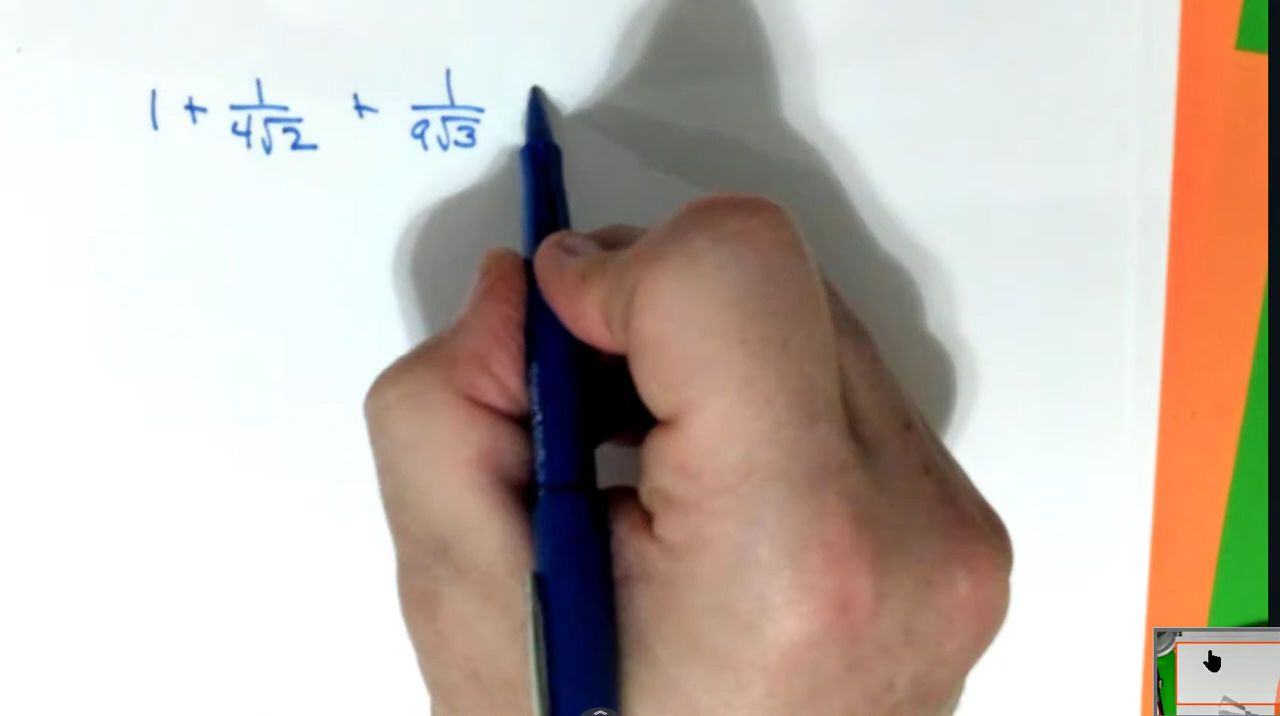 1 + 1/(4√2) + 1/(9√3)